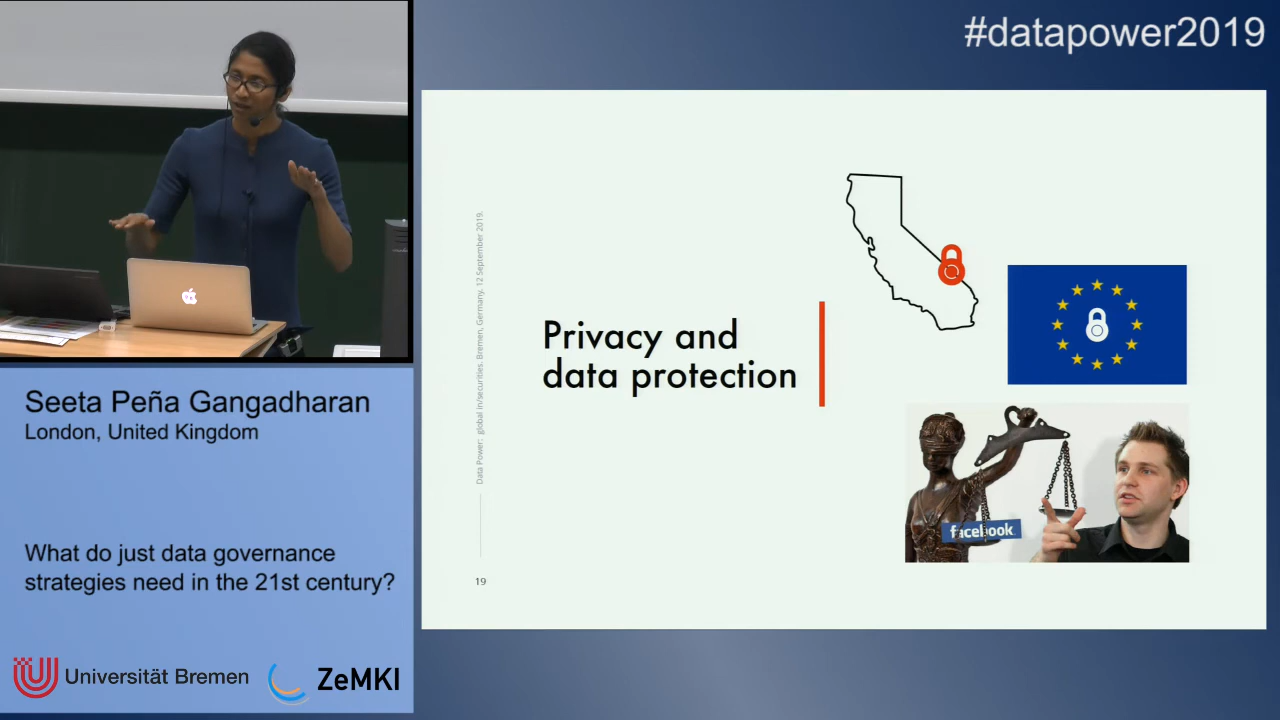 #datapower2019
Privacy and
data protection
Data Power: global in/securities. Bremen, Germany. 12 September 2019.
19
facebook
Seeta Peña Gangadharan
London, United Kingdom
What do just data governance
strategies need in the 21st century?
Universität Bremen
ZeMKI